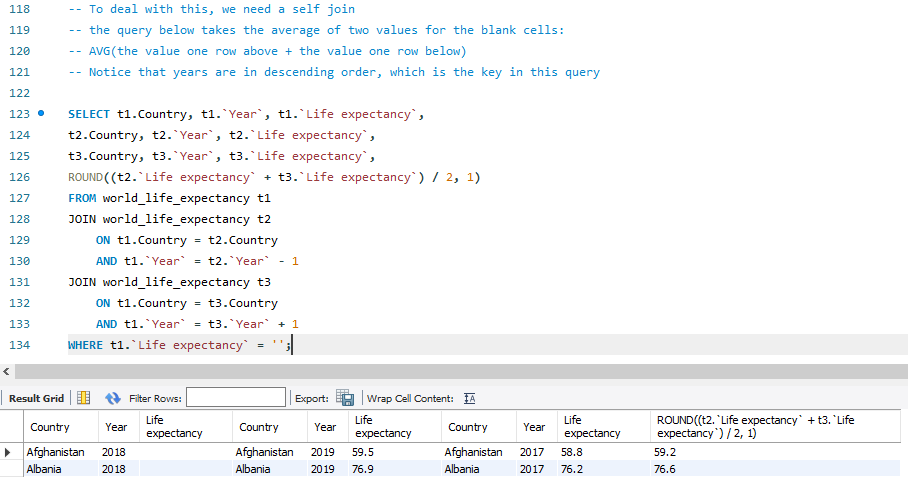 118 -- To deal with this, we need a self join
119 -- the query below takes the average of two values for the blank cells:
120 -- AVG(the value one row above + the value one row below)
121 -- Notice that years are in descending order, which is the key in this query
122
123 SELECT t1.Country, t1.`Year`, t1.`Life expectancy`,
124 t2.Country, t2.`Year`, t2.`Life expectancy`,
125 t3.Country, t3.`Year`, t3.`Life expectancy`,
126 ROUND((t2.`Life expectancy` + t3.`Life expectancy`) / 2, 1)
127 FROM world_life_expectancy t1
128 JOIN world_life_expectancy t2
129 ON t1.Country = t2.Country
130 AND t1.`Year` = t2.`Year` - 1
131 JOIN world_life_expectancy t3
132 ON t1.Country = t3.Country
133 AND t1.`Year` = t3.`Year` + 1
134 WHERE t1.`Life expectancy` = '';
Result Grid Filter Rows: Export: Wrap Cell Content:
Country Year Life expectancy Country Year Life expectancy Country Year Life expectancy ROUND((t2.`Life expectancy` + t3.`Life expectancy`) / 2, 1)
Afghanistan 2018 Afghanistan 2019 59.5 Afghanistan 2017 58.8 59.2
Albania 2018 Albania 2019 76.9 Albania 2017 76.2 76.6